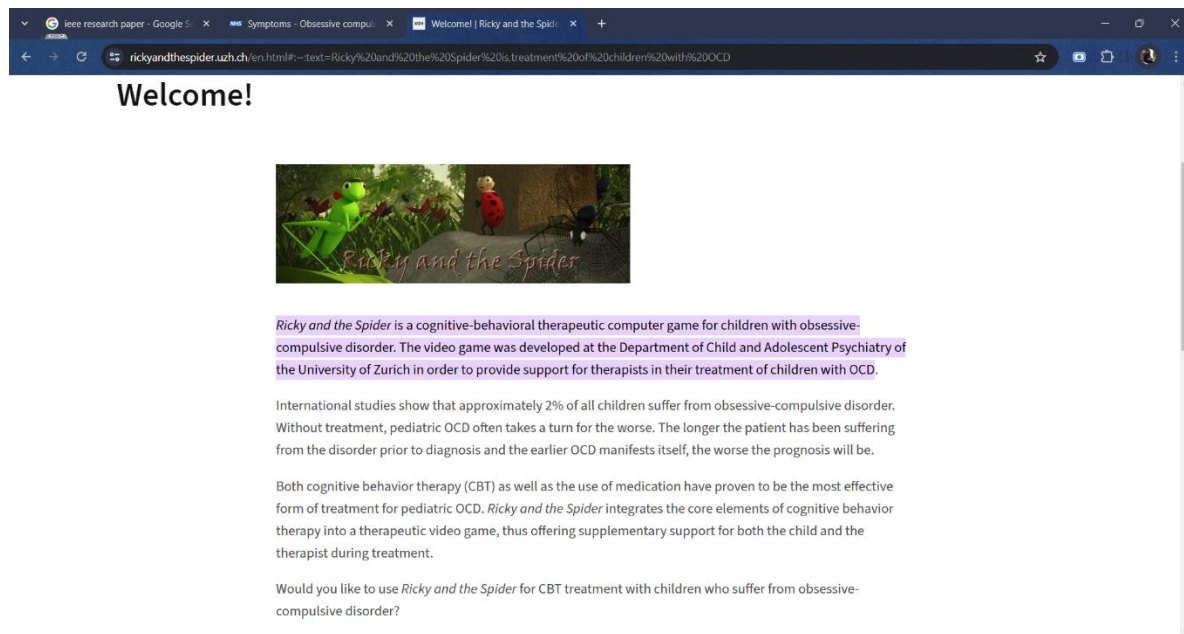 ieee research paper - Google S
NHS Symptoms - Obsessive compul
UZH Welcome! | Ricky and the Spide
rickyandthespider.uzh.ch/en.html#:~:text=Ricky%20and%20the%20Spider%20is,treatment%20of%20children%20with%20OCD
Welcome!
Ricky and the Spider
Ricky and the Spider is a cognitive-behavioral therapeutic computer game for children with obsessive-
compulsive disorder. The video game was developed at the Department of Child and Adolescent Psychiatry of
the University of Zurich in order to provide support for therapists in their treatment of children with OCD.
International studies show that approximately 2% of all children suffer from obsessive-compulsive disorder.
Without treatment, pediatric OCD often takes a turn for the worse. The longer the patient has been suffering
from the disorder prior to diagnosis and the earlier OCD manifests itself, the worse the prognosis will be.
Both cognitive behavior therapy (CBT) as well as the use of medication have proven to be the most effective
form of treatment for pediatric OCD. Ricky and the Spider integrates the core elements of cognitive behavior
therapy into a therapeutic video game, thus offering supplementary support for both the child and the
therapist during treatment.
Would you like to use Ricky and the Spider for CBT treatment with children who suffer from obsessive-
compulsive disorder?